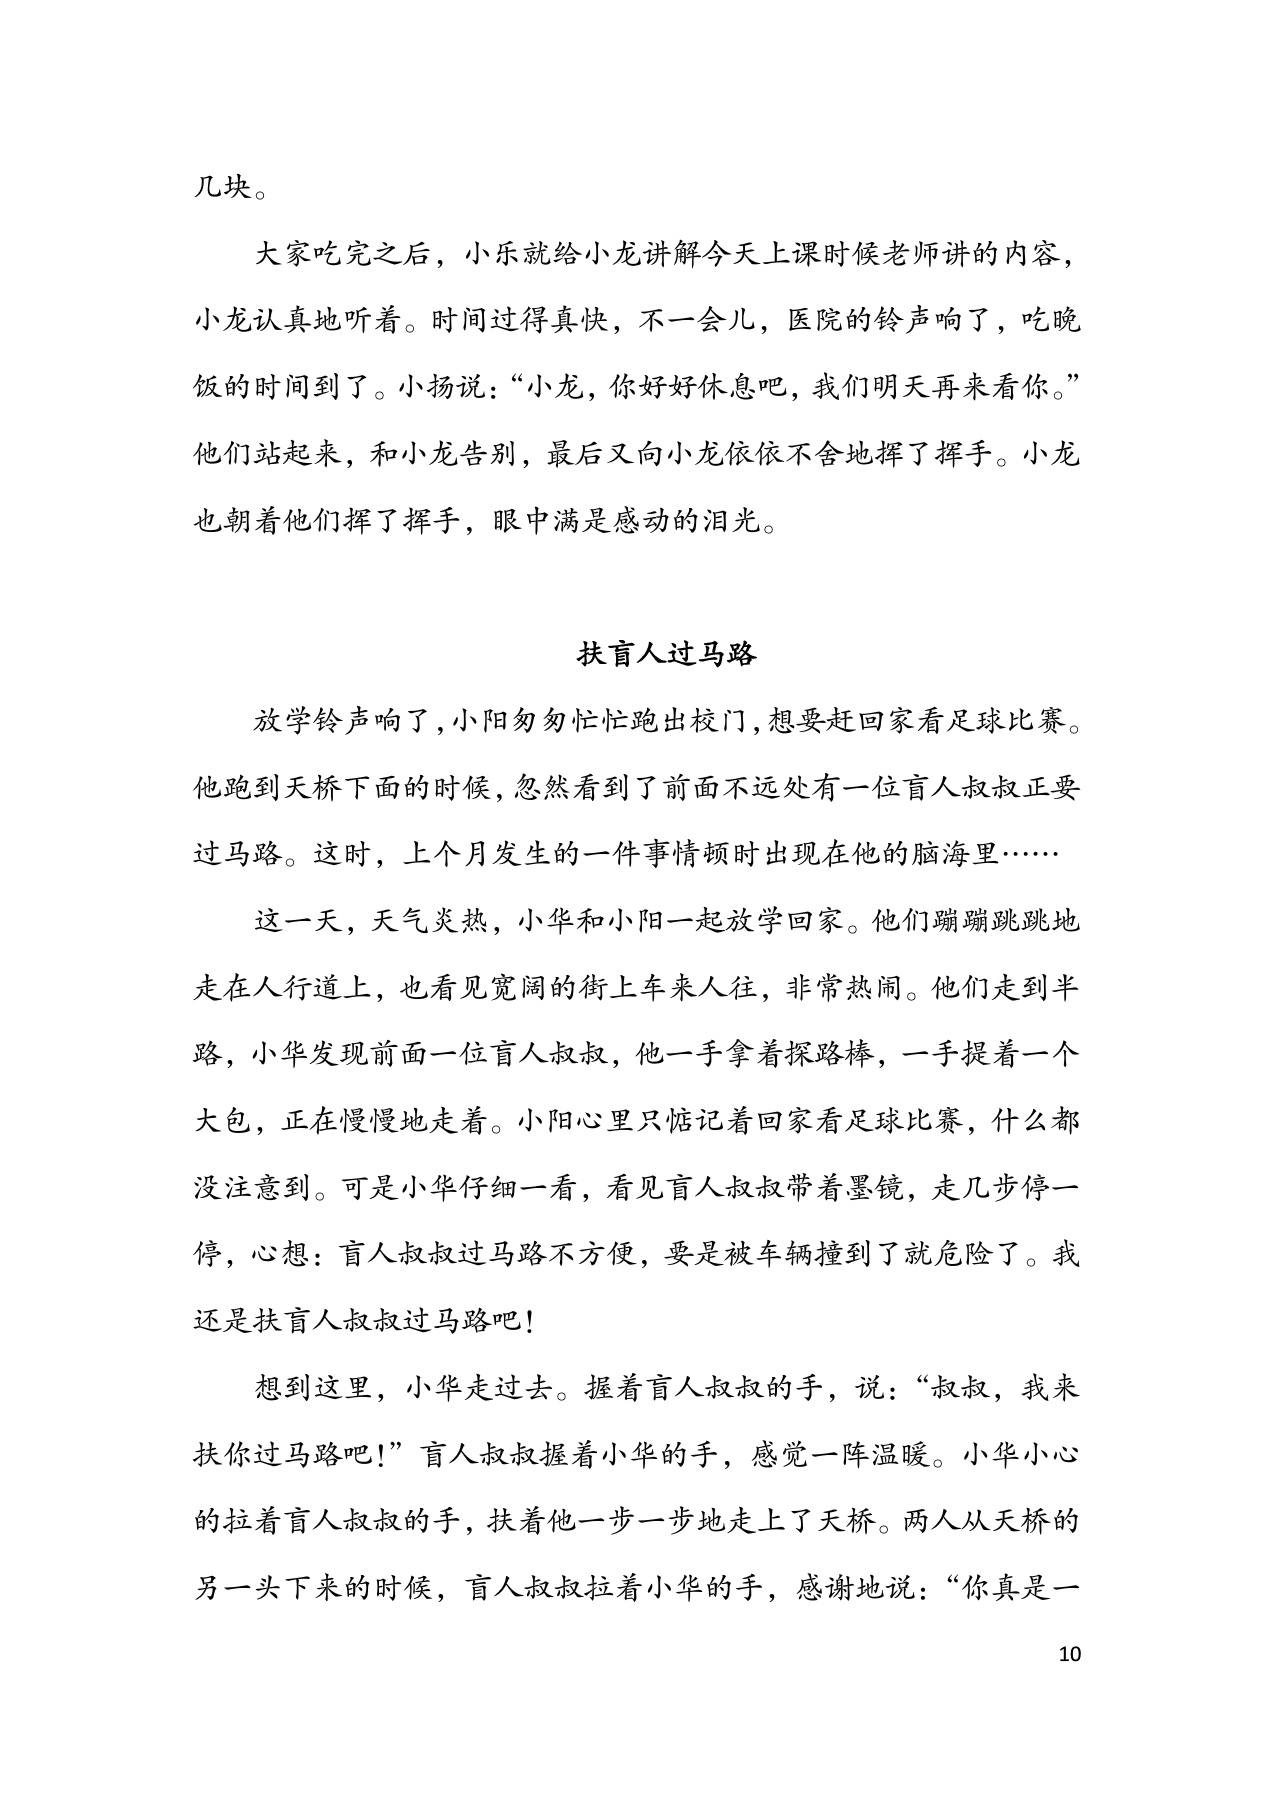 几块。
大家吃完之后，小乐就给小龙讲解今天上课时候老师讲的内容，
小龙认真地听着。时间过得真快，不一会儿，医院的铃声响了，吃晚
饭的时间到了。小扬说：“小龙，你好好休息吧，我们明天再来看你。”
他们站起来，和小龙告别，最后又向小龙依依不舍地挥了挥手。小龙
也朝着他们挥了挥手，眼中满是感动的泪光。
扶盲人过马路
放学铃声响了，小阳匆匆忙忙跑出校门，想要赶回家看足球比赛。
他跑到天桥下面的时候，忽然看到了前面不远处有一位盲人叔叔正要
过马路。这时，上个月发生的一件事情顿时出现在他的脑海里……
这一天，天气炎热，小华和小阳一起放学回家。他们蹦蹦跳跳地
走在人行道上，也看见宽阔的街上车来人往，非常热闹。他们走到半
路，小华发现前面一位盲人叔叔，他一手拿着探路棒，一手提着一个
大包，正在慢慢地走着。小阳心里只惦记着回家看足球比赛，什么都
没注意到。可是小华仔细一看，看见盲人叔叔带着墨镜，走几步停一
停，心想：盲人叔叔过马路不方便，要是被车辆撞到了就危险了。我
还是扶盲人叔叔过马路吧！
想到这里，小华走过去。握着盲人叔叔的手，说：“叔叔，我来
扶你过马路吧！”盲人叔叔握着小华的手，感觉一阵温暖。小华小心
的拉着盲人叔叔的手，扶着他一步一步地走上了天桥。两人从天桥的
另一头下来的时候，盲人叔叔拉着小华的手，感谢地说：“你真是一
10